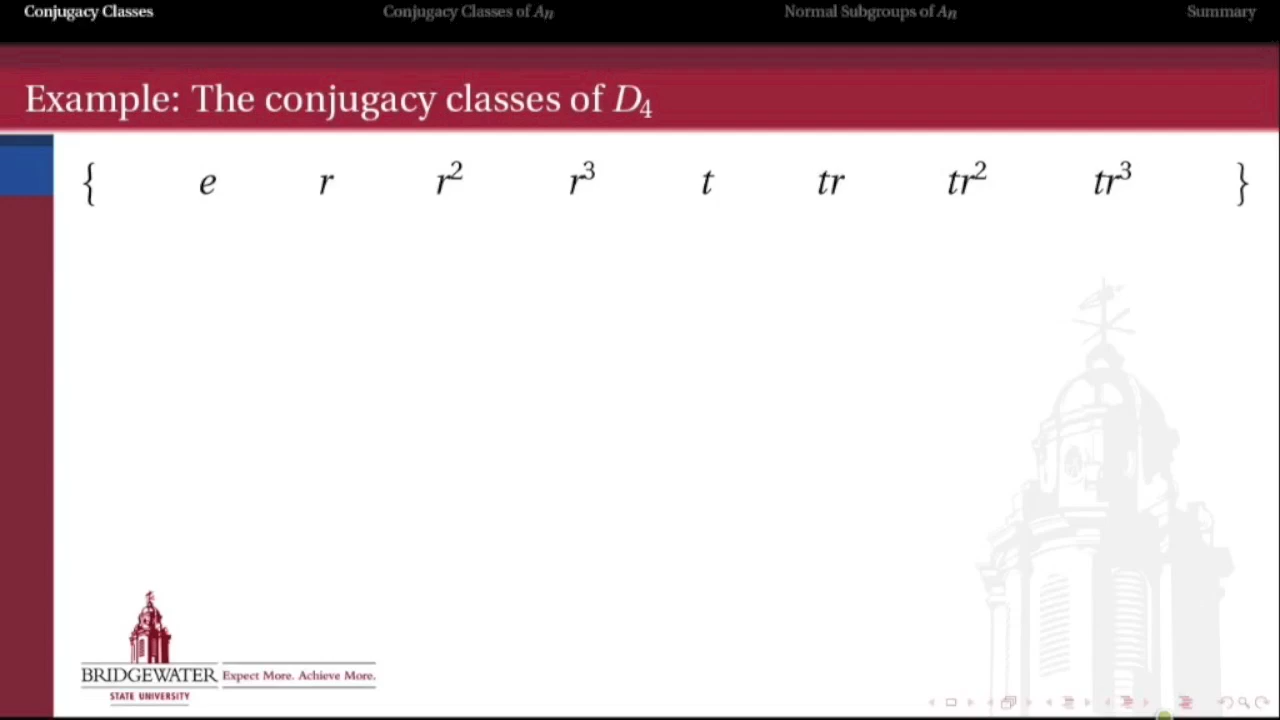 Conjugacy Classes Conjugacy Classes of Aₙ Normal Subgroups of Aₙ Summary
Example: The conjugacy classes of D₄
{ e r r² r³ t tr tr² tr³ }
BRIDGEWATER Expect More. Achieve More.
STATE UNIVERSITY